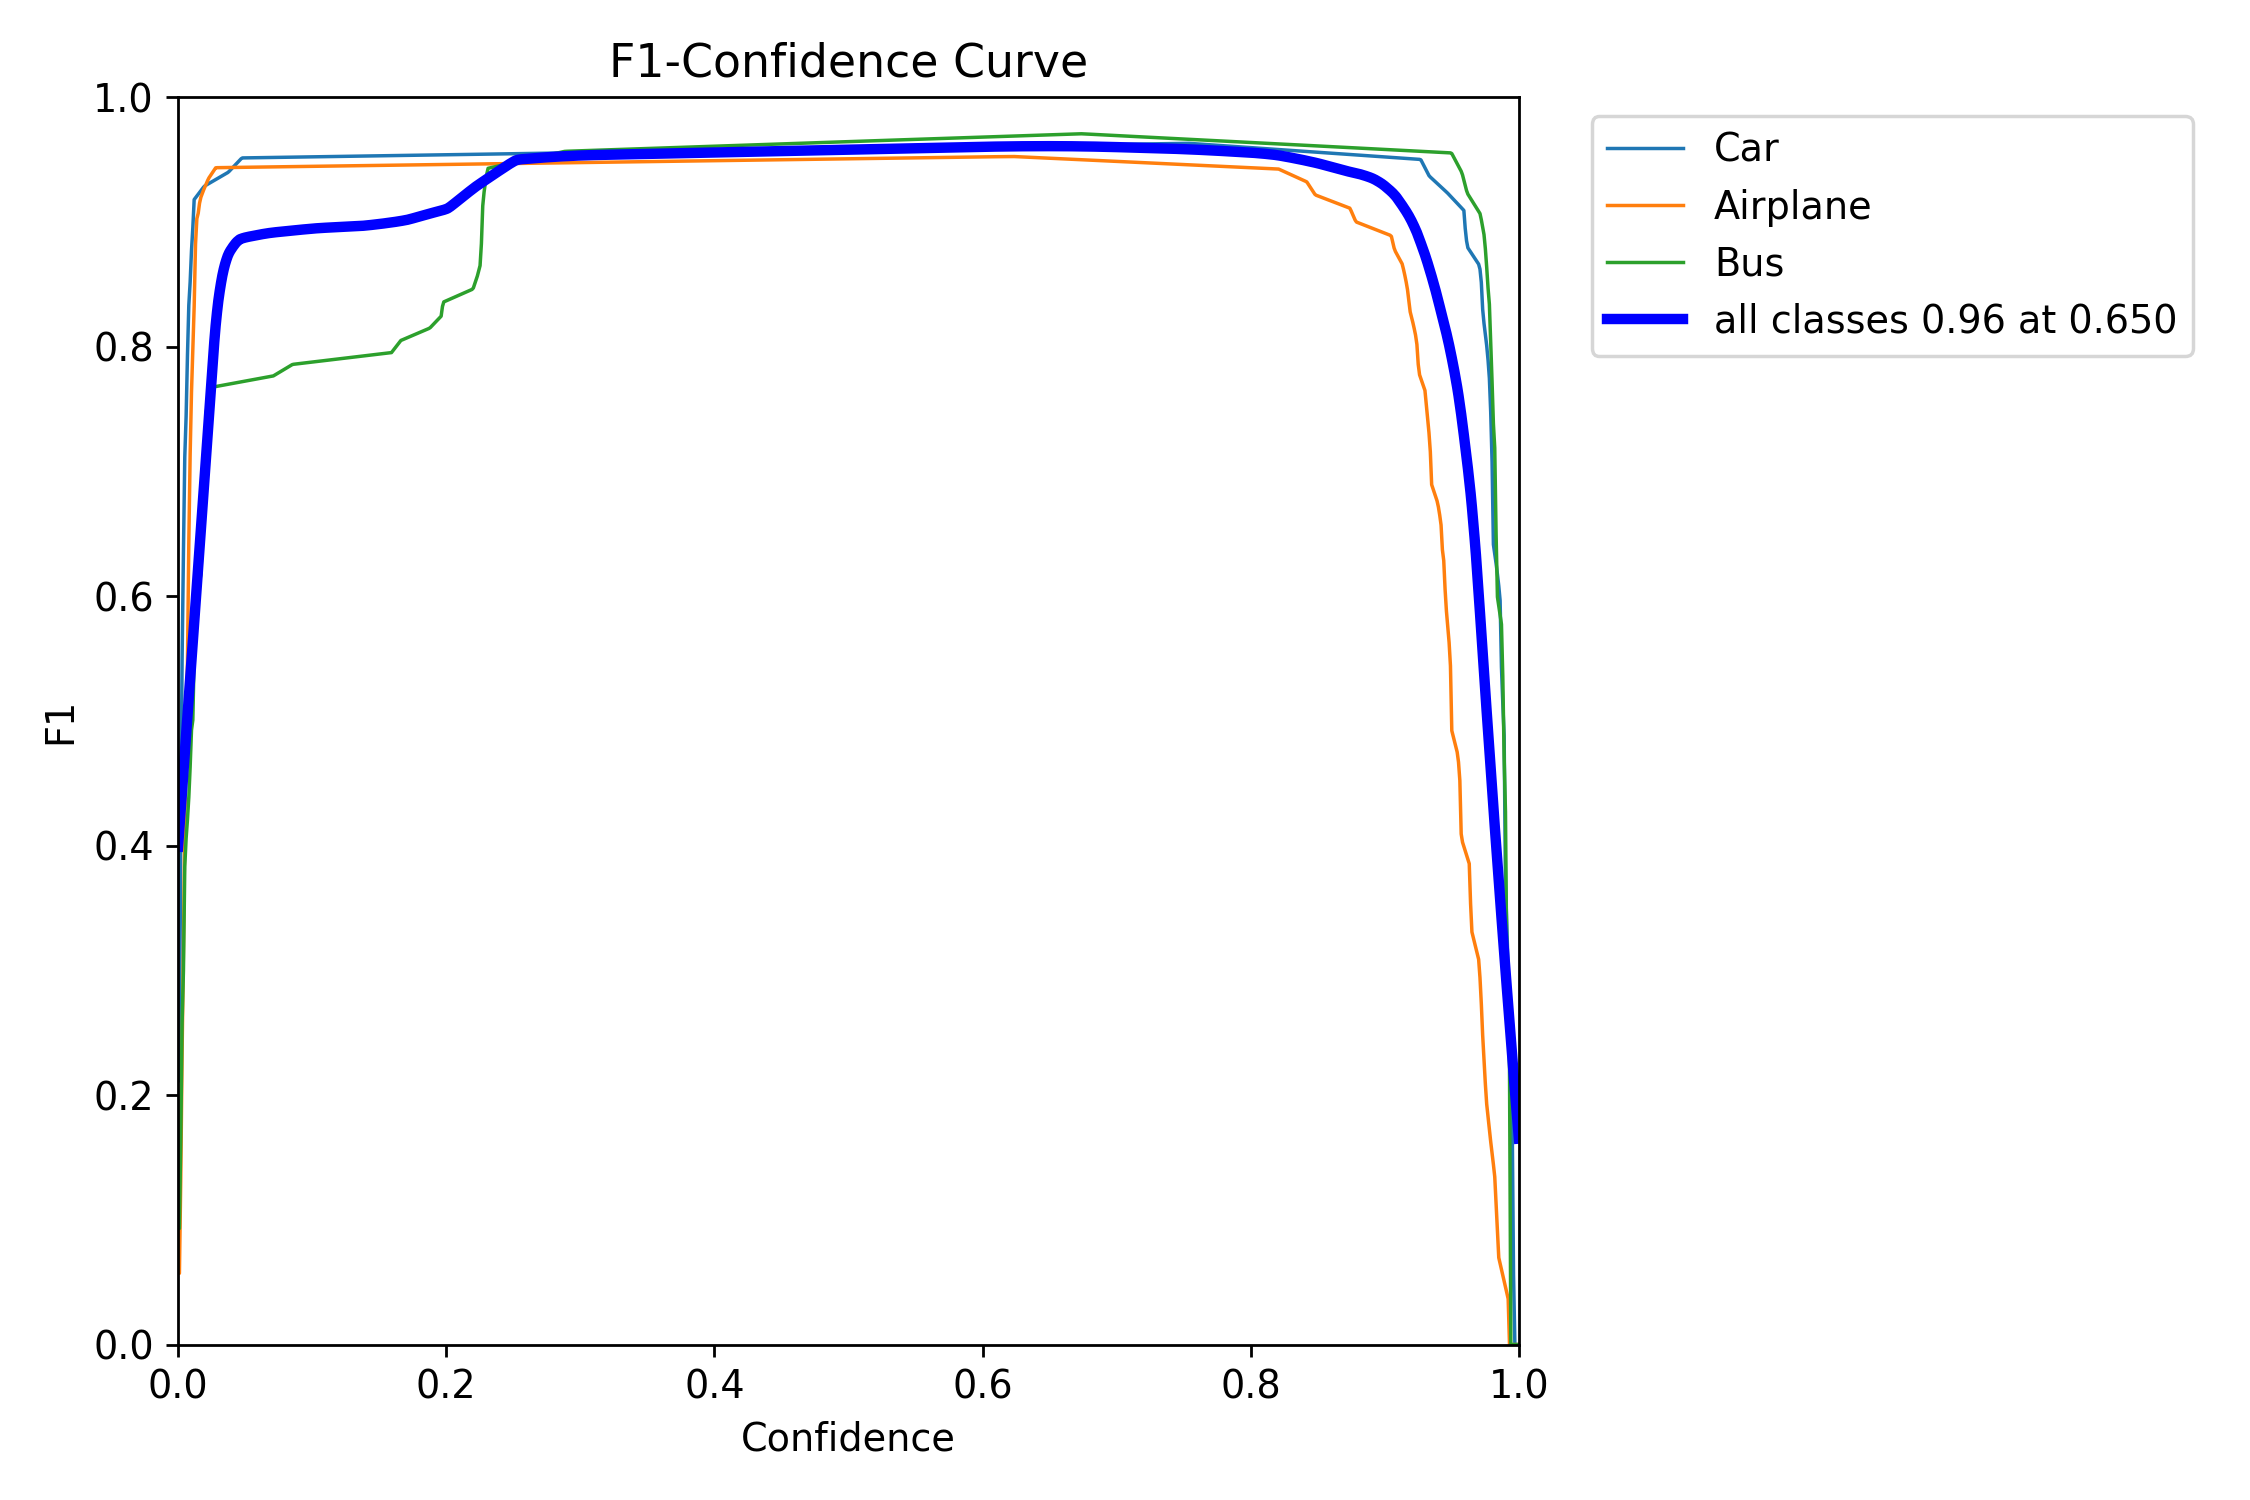 F1-Confidence Curve
1.0
0.8
0.6
0.4
0.2
0.0
F1
0.0 0.2 0.4 0.6 0.8 1.0
Confidence
Car
Airplane
Bus
all classes 0.96 at 0.650